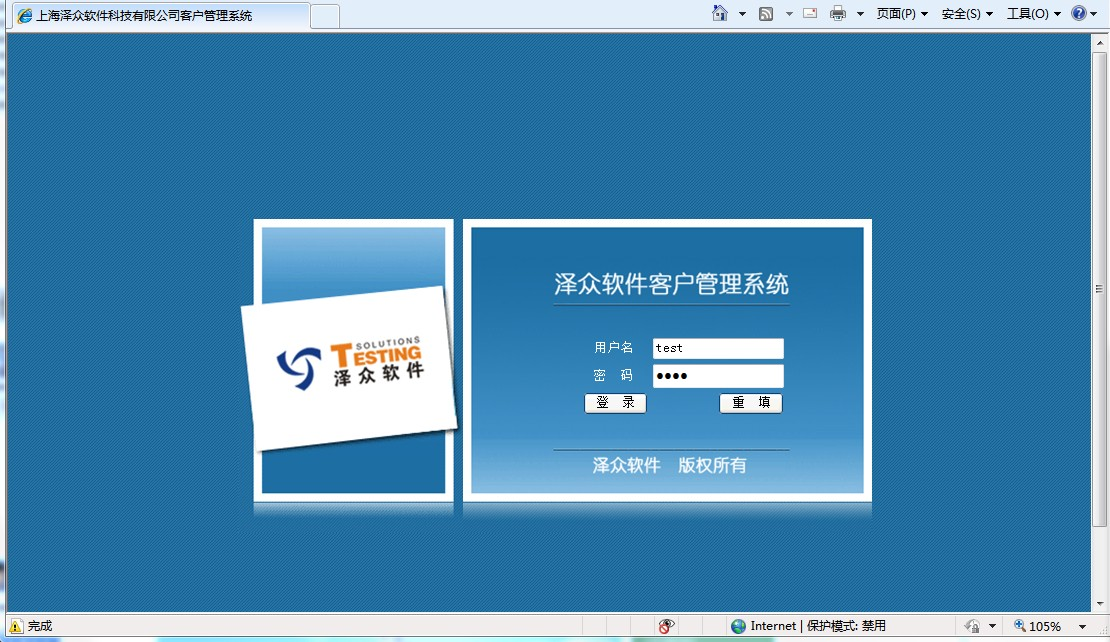 上海泽众软件科技有限公司客户管理系统
页面(P) 安全(S) 工具(O)
泽众软件客户管理系统
SOLUTIONS
TESTING
泽众软件
用户名 test
密 码 ●●●●
登 录 重 填
泽众软件 版权所有
完成 Internet | 保护模式: 禁用 105%